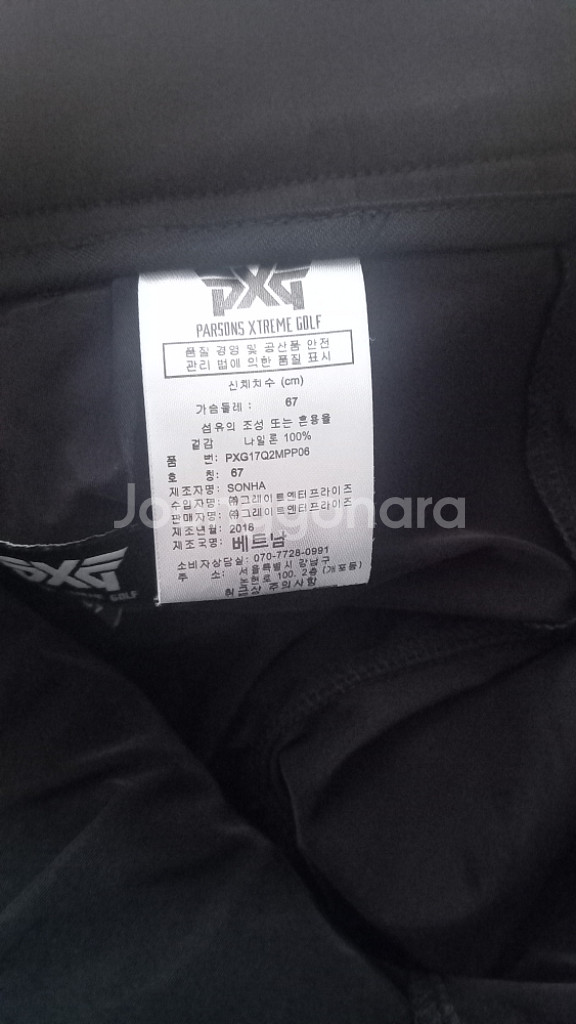 PXG
PARSONS XTREME GOLF
품질 경영 및 공산품 안전
관리 법에 의한 품질 표시
신체치수 (cm)
가슴둘레 : 67
섬유의 조성 또는 혼용율
겉감 나일론 100%
품 번: PXG17Q2MPP06
호 칭: 67
제조자명: SONHA
수입자명: ㈜그레이트엔터프라이즈
판매자명: ㈜그레이트엔터프라이즈
제조년월: 2016
제조국명: 베트남
소비자상담실: 070-7728-0991
주 소: 서울특별시 강남구
100, 2층 (개포동)
주의사항
PXG
GOLF
Joonggonara